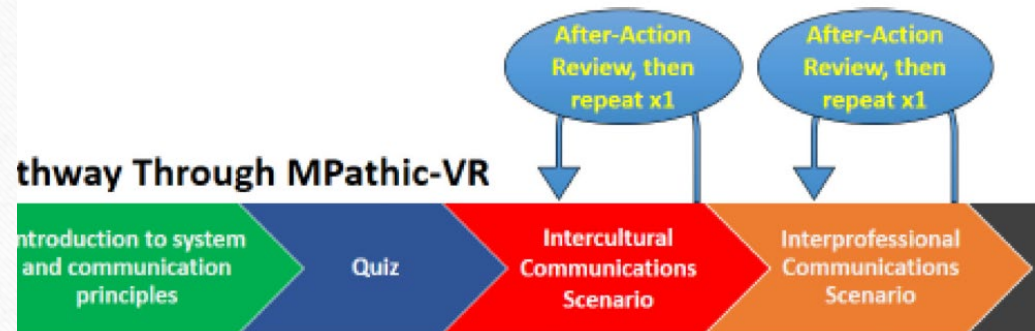 After-Action
Review, then
repeat x1
After-Action
Review, then
repeat x1
thway Through MPathic-VR
ntroduction to system
and communication
principles
Quiz
Intercultural
Communications
Scenario
Interprofessional
Communications
Scenario